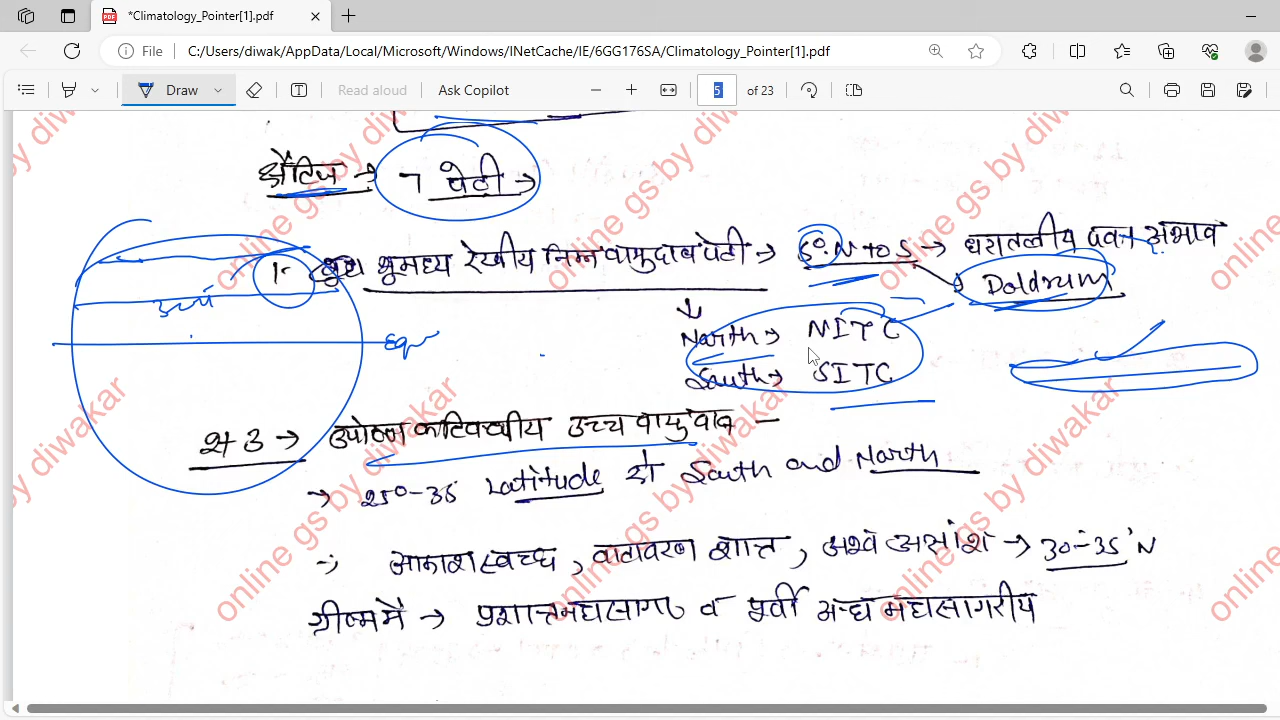 *Climatology_Pointer[1].pdf
File C:/Users/diwak/AppData/Local/Microsoft/Windows/INetCache/IE/6GG176SA/Climatology_Pointer[1].pdf
Draw Read aloud Ask Copilot 5 of 23
क्षैतिज → 7 पेटी →
1. भुमध्य रेखीय निम्न वायुदाब पेटी → 5° N to S → धरातलीय पवन अभाव
Doldrum
North → NITC
South → SITC
Eq
2 + 3 → उपोष्ण कटिबन्धीय उच्च वायुदाब –
→ 25°-35 Latitude से South and North
→ आकाश स्वच्छ, वातावरण शान्त, अश्व अक्षांश → 30°-35°N
ग्रीष्म में → प्रशान्त महासागर व पूर्वी अन्ध महासागरीय
online gs by diwakar